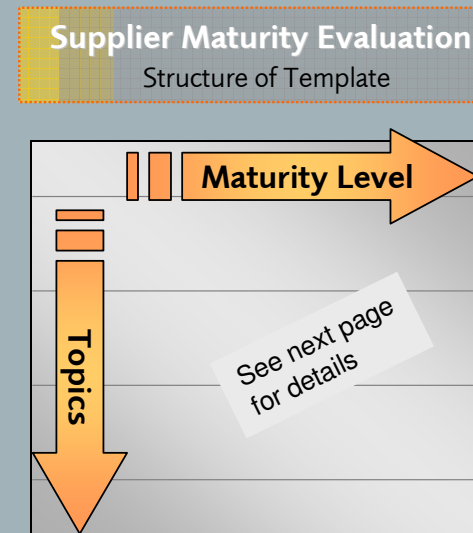 Supplier Maturity Evaluation
Structure of Template
Maturity Level
Topics
See next page
for details